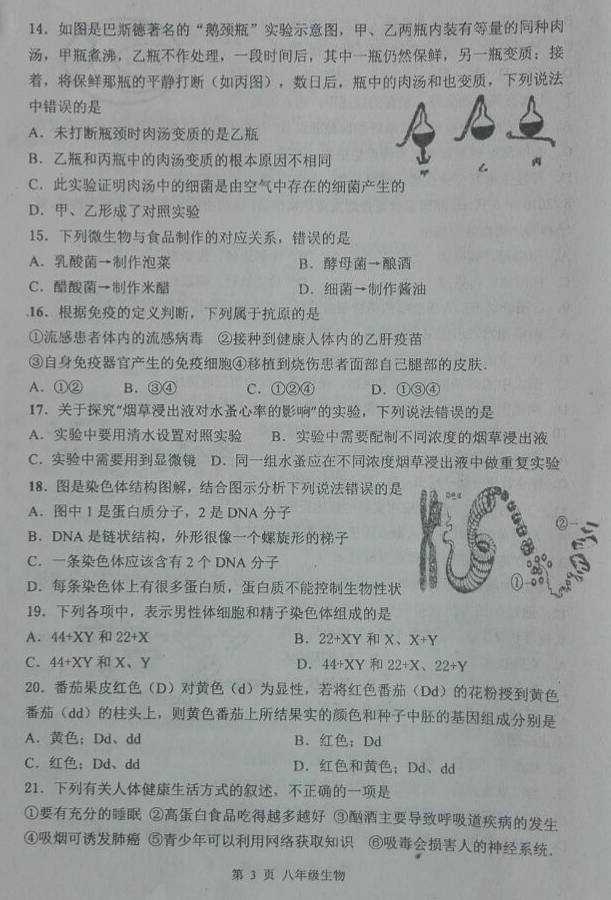 14．如图是巴斯德著名的“鹅颈瓶”实验示意图，甲、乙两瓶内装有等量的同种肉
汤，甲瓶煮沸，乙瓶不作处理，一段时间后，其中一瓶仍然保鲜，另一瓶变质；接
着，将保鲜那瓶的平静打断（如丙图），数日后，瓶中的肉汤和也变质，下列说法
中错误的是
A．未打断瓶颈时肉汤变质的是乙瓶
B．乙瓶和丙瓶中的肉汤变质的根本原因不相同
甲 乙 丙
C．此实验证明肉汤中的细菌是由空气中存在的细菌产生的
D．甲、乙形成了对照实验
15．下列微生物与食品制作的对应关系，错误的是
A．乳酸菌→制作泡菜 B．酵母菌→酿酒
C．醋酸菌→制作米醋 D．细菌→制作酱油
16．根据免疫的定义判断，下列属于抗原的是
①流感患者体内的流感病毒 ②接种到健康人体内的乙肝疫苗
③自身免疫器官产生的免疫细胞④移植到烧伤患者面部自己腿部的皮肤．
A．①② B．③④ C．①②④ D．①③④
17．关于探究“烟草浸出液对水蚤心率的影响”的实验，下列说法错误的是
A．实验中要用清水设置对照实验 B．实验中需要配制不同浓度的烟草浸出液
C．实验中需要用到显微镜 D．同一组水蚤应在不同浓度烟草浸出液中做重复实验
18．图是染色体结构图解，结合图示分析下列说法错误的是
A．图中 1 是蛋白质分子，2 是 DNA 分子
②
B．DNA 是链状结构，外形很像一个螺旋形的梯子
C．一条染色体应该含有 2 个 DNA 分子
①
D．每条染色体上有很多蛋白质，蛋白质不能控制生物性状
19．下列各项中，表示男性体细胞和精子染色体组成的是
A．44+XY 和 22+X B．22+XY 和 X、X+Y
C．44+XY 和 X、Y D．44+XY 和 22+X、22+Y
20．番茄果皮红色（D）对黄色（d）为显性，若将红色番茄（Dd）的花粉授到黄色
番茄（dd）的柱头上，则黄色番茄上所结果实的颜色和种子中胚的基因组成分别是
A．黄色；Dd、dd B．红色；Dd
C．红色；Dd、dd D．红色和黄色；Dd、dd
21．下列有关人体健康生活方式的叙述，不正确的一项是
①要有充分的睡眠 ②高蛋白食品吃得越多越好 ③酗酒主要导致呼吸道疾病的发生
④吸烟可诱发肺癌 ⑤青少年可以利用网络获取知识 ⑥吸毒会损害人的神经系统．
第 3 页 八年级生物